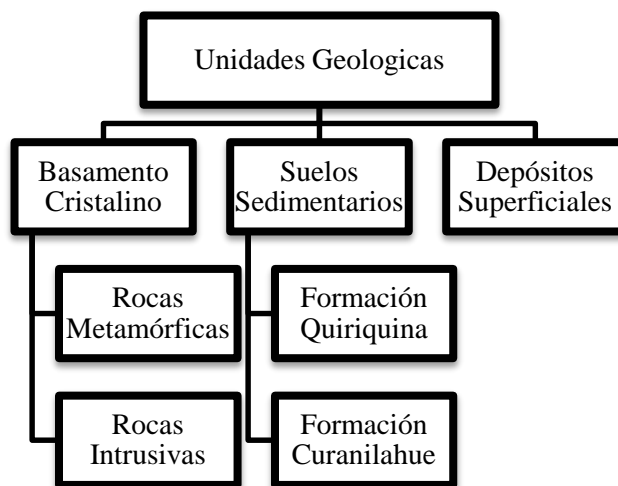 Unidades Geologicas
Basamento
Cristalino
Suelos
Sedimentarios
Depósitos
Superficiales
Rocas
Metamórficas
Formación
Quiriquina
Rocas
Intrusivas
Formación
Curanilahue